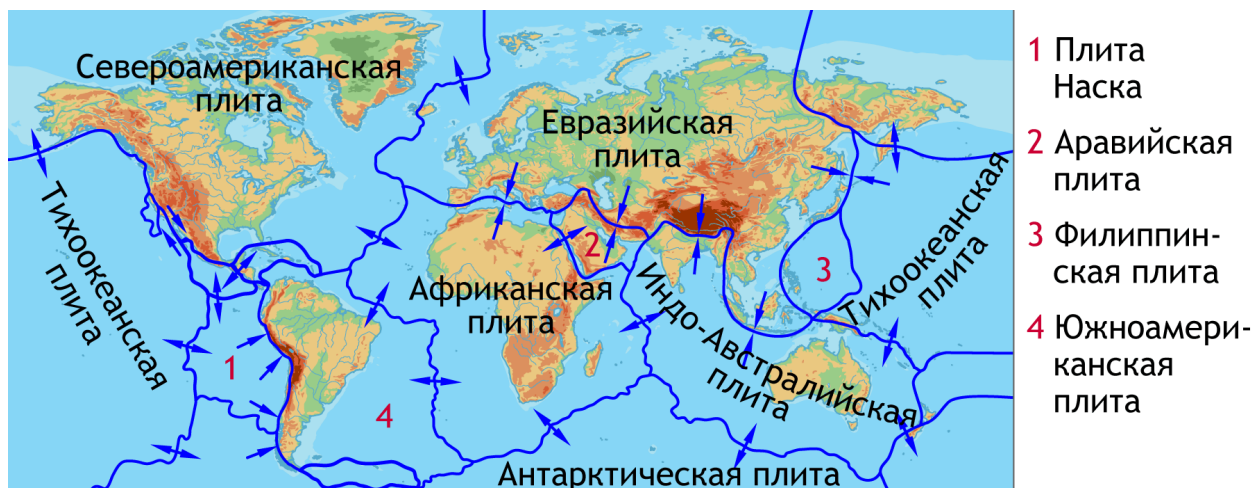 Североамериканская
плита
Евразийская
плита
Тихоокеанская
плита
Африканская
плита
Индо-Австралийская
плита
Тихоокеанская
плита
Антарктическая плита
1
2
3
4
1 Плита
Наска
2 Аравийская
плита
3 Филиппин-
ская плита
4 Южноамери-
канская
плита